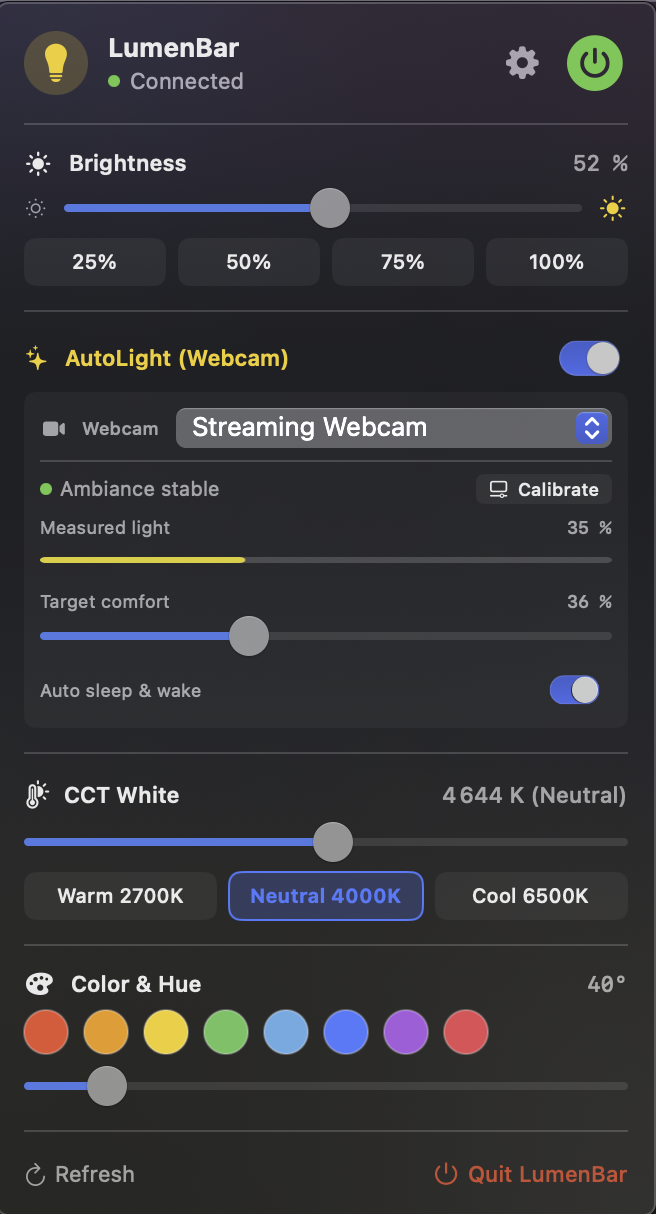 LumenBar
Connected
Brightness 52 %
25% 50% 75% 100%
AutoLight (Webcam)
Webcam Streaming Webcam
Ambiance stable Calibrate
Measured light 35 %
Target comfort 36 %
Auto sleep & wake
CCT White 4 644 K (Neutral)
Warm 2700K Neutral 4000K Cool 6500K
Color & Hue 40°
Refresh Quit LumenBar